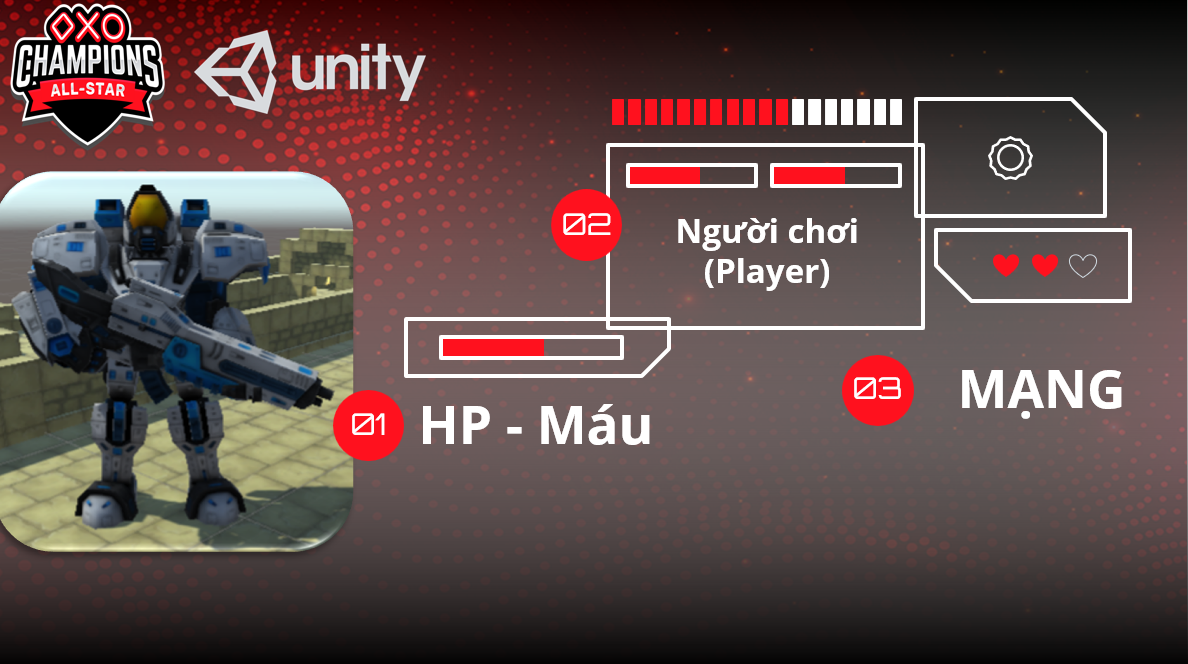 OXO
CHAMPIONS
ALL-STAR
unity
02
Người chơi
(Player)
01
HP - Máu
03
MẠNG